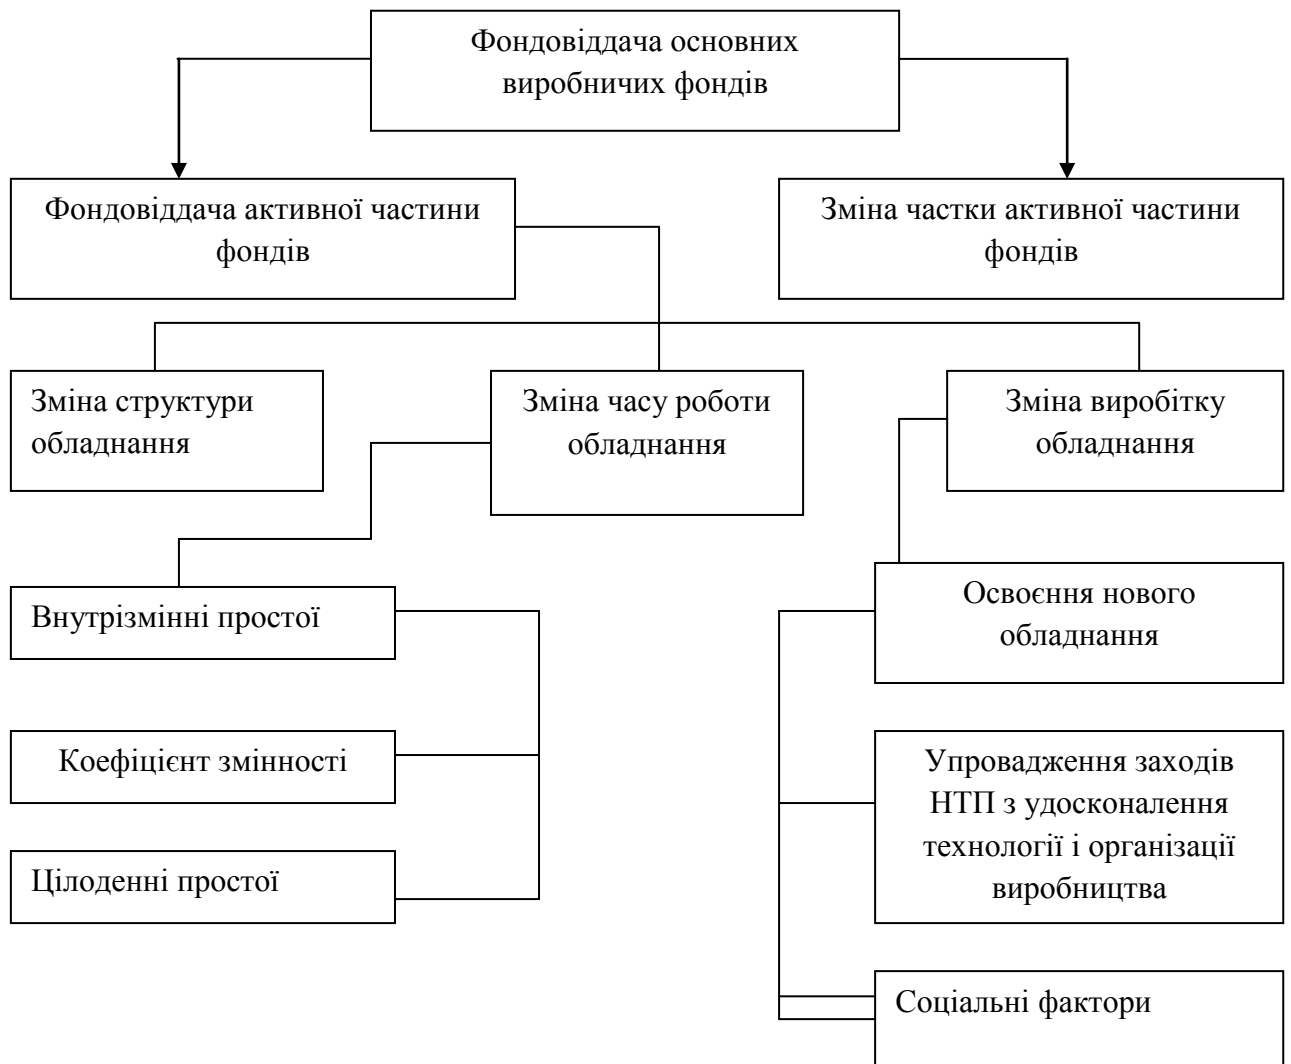 Фондовіддача основних
виробничих фондів
Фондовіддача активної частини
фондів
Зміна частки активної частини
фондів
Зміна структури
обладнання
Зміна часу роботи
обладнання
Зміна виробітку
обладнання
Внутрізмінні простої
Коефіцієнт змінності
Цілоденні простої
Освоєння нового
обладнання
Упровадження заходів
НТП з удосконалення
технології і організації
виробництва
Соціальні фактори